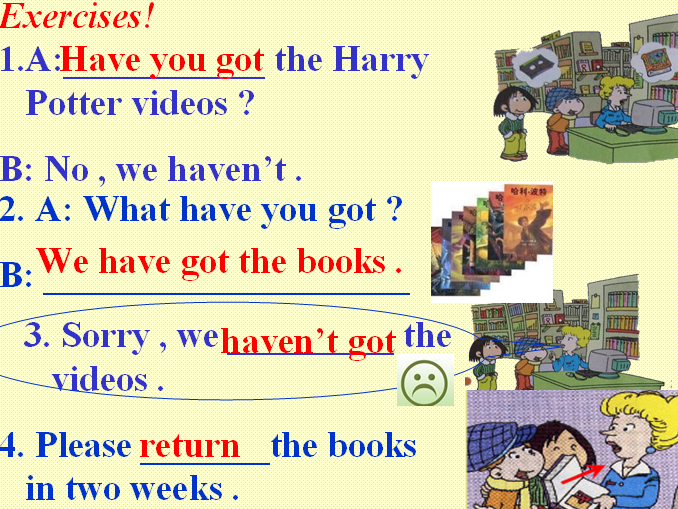 Exercises!
1.A:Have you got the Harry
Potter videos ?
B: No , we haven’t .
2. A: What have you got ?
哈利·波特
We have got the books .
B:
3. Sorry , we haven’t got the
videos .
4. Please return the books
in two weeks .